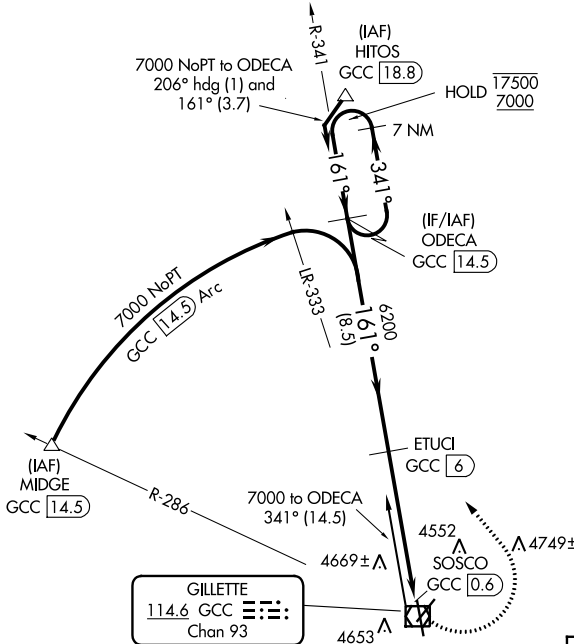 7000 NoPT to ODECA
206° hdg (1) and
161° (3.7)
R-341
(IAF)
HITOS
GCC 18.8
HOLD 17500
7000
7 NM
161°
341°
(IF/IAF)
ODECA
GCC 14.5
7000 NoPT
GCC 14.5 Arc
LR-333
6200
161°
(8.5)
(IAF)
MIDGE
GCC 14.5
R-286
ETUCI
GCC 6
7000 to ODECA
341° (14.5)
4552
4749±
4669±
SOSCO
GCC 0.6
GILLETTE
114.6 GCC
Chan 93
4653